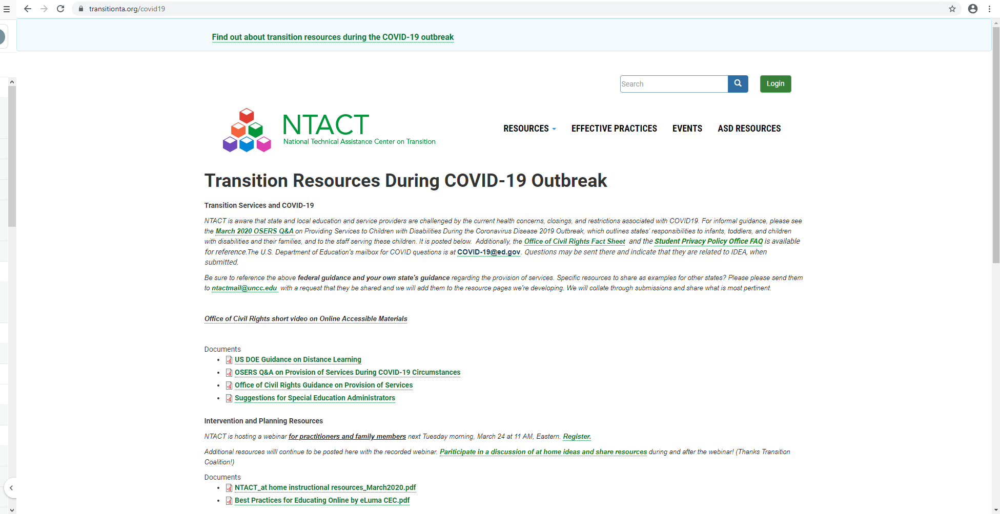 transitionta.org/covid19
Find out about transition resources during the COVID-19 outbreak
Search
Login
NTACT
National Technical Assistance Center on Transition
RESOURCES EFFECTIVE PRACTICES EVENTS ASD RESOURCES
Transition Resources During COVID-19 Outbreak
Transition Services and COVID-19
NTACT is aware that state and local education and service providers are challenged by the current health concerns, closings, and restrictions associated with COVID19. For informal guidance, please see
the March 2020 OSERS Q&A on Providing Services to Children with Disabilities During the Coronavirus Disease 2019 Outbreak, which outlines states' responsibilities to infants, toddlers, and children
with disabilities and their families, and to the staff serving these children. It is posted below. Additionally, the Office of Civil Rights Fact Sheet and the Student Privacy Policy Office FAQ is available
for reference.The U.S. Department of Education's mailbox for COVID questions is at COVID-19@ed.gov. Questions may be sent there and indicate that they are related to IDEA, when
submitted.
Be sure to reference the above federal guidance and your own state's guidance regarding the provision of services. Specific resources to share as examples for other states? Please please send them
to ntactmail@uncc.edu with a request that they be shared and we will add them to the resource pages we're developing. We will collate through submissions and share what is most pertinent.
Office of Civil Rights short video on Online Accessible Materials
Documents
• US DOE Guidance on Distance Learning
• OSERS Q&A on Provision of Services During COVID-19 Circumstances
• Office of Civil Rights Guidance on Provision of Services
• Suggestions for Special Education Administrators
Intervention and Planning Resources
NTACT is hosting a webinar for practitioners and family members next Tuesday morning, March 24 at 11 AM, Eastern. Register.
Additional resources willl continue to be posted here with the recorded webinar. Pariticipate in a discussion of at home ideas and share resources during and after the webinar! (Thanks Transition
Coalition!)
Documents
• NTACT_at home instructional resources_March2020.pdf
• Best Practices for Educating Online by eLuma CEC.pdf